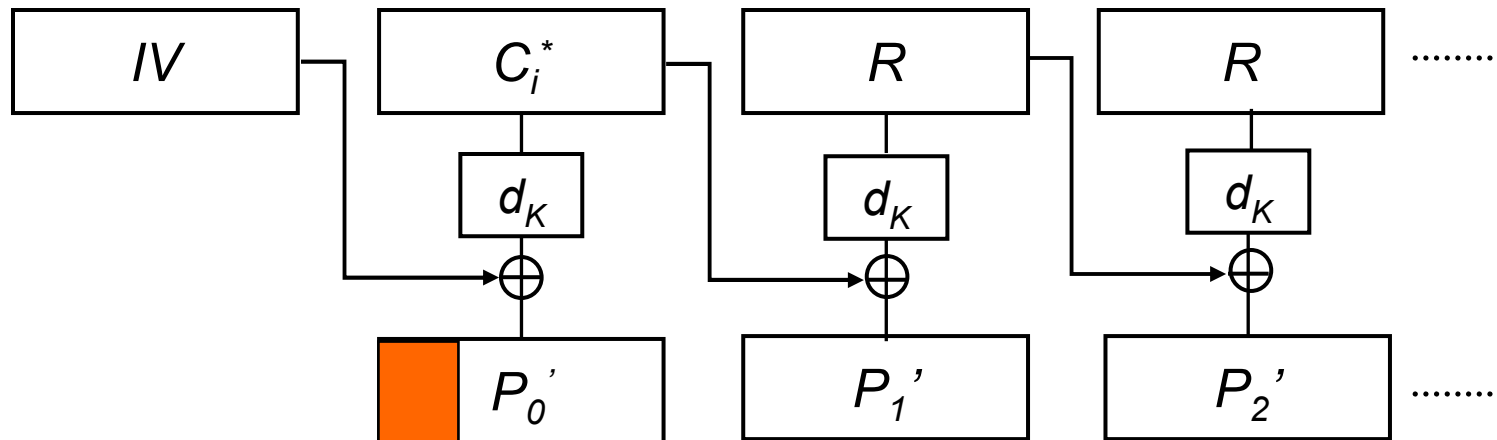 IV C_i^* R R ........
d_K d_K d_K
P_0' P_1' P_2' ........